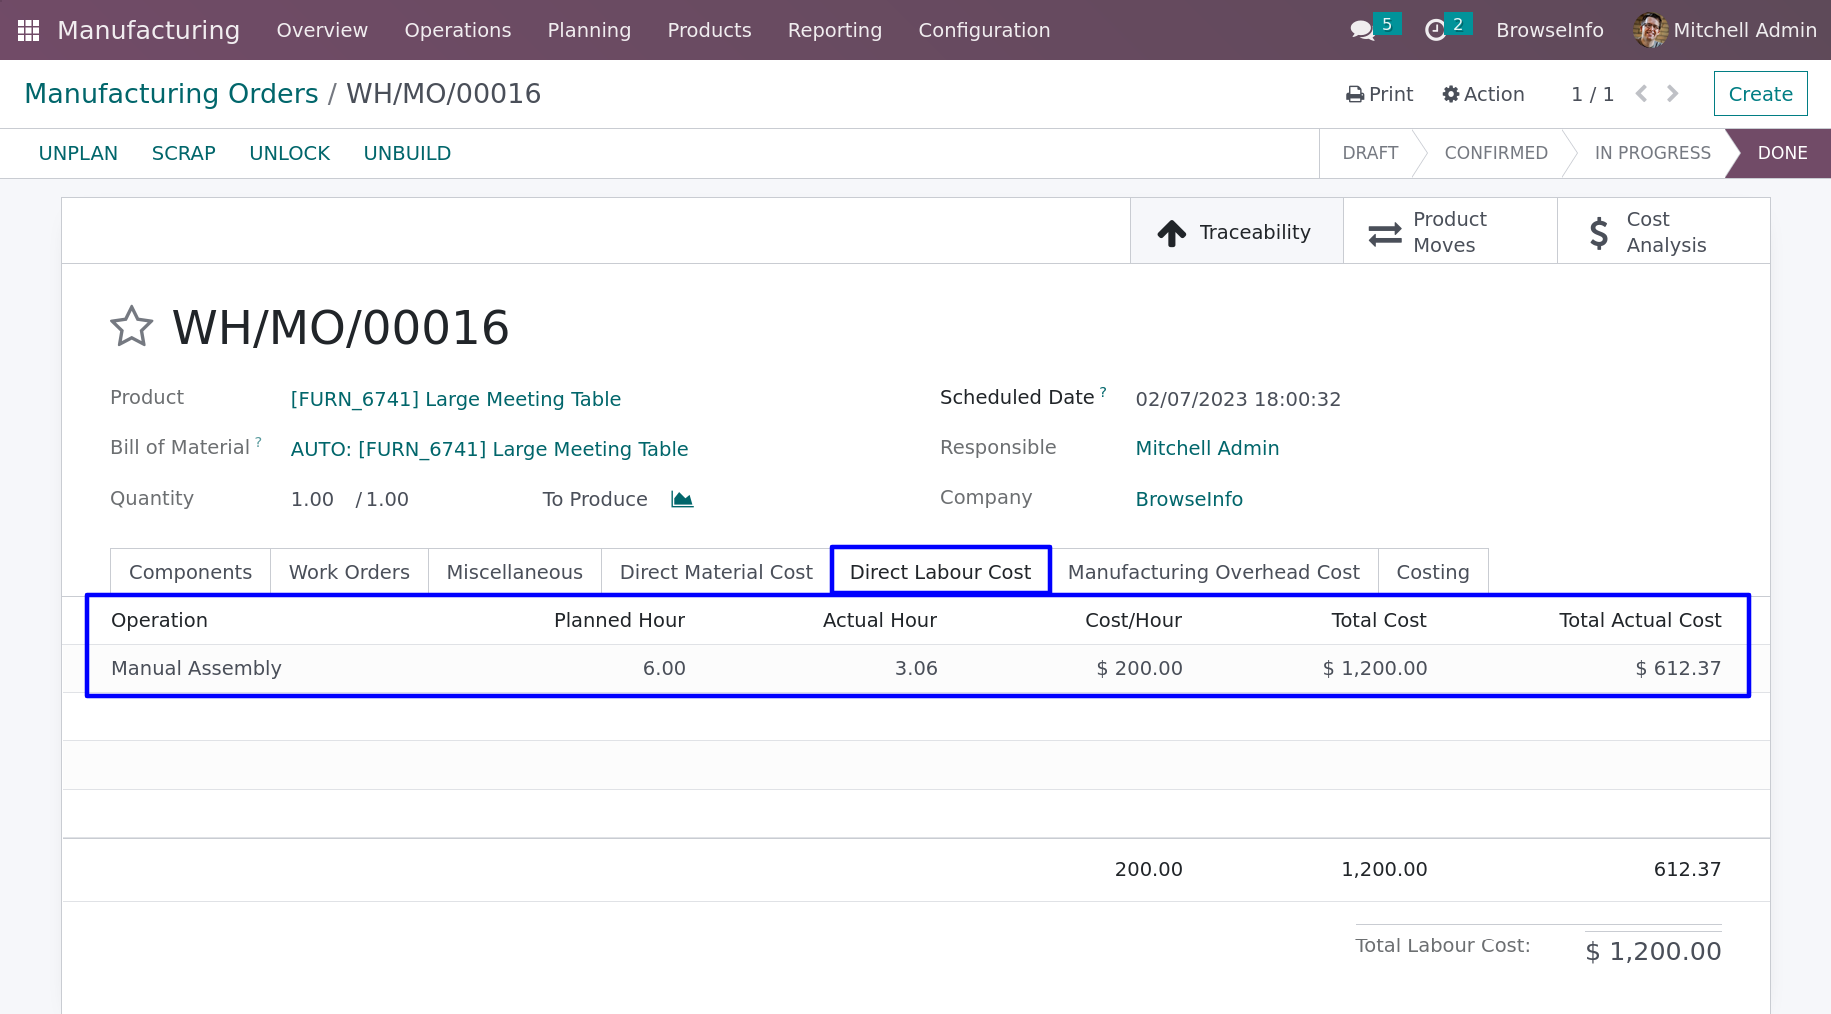 Manufacturing Overview Operations Planning Products Reporting Configuration 5 2 BrowseInfo Mitchell Admin
Manufacturing Orders / WH/MO/00016 Print Action 1 / 1 Create
UNPLAN SCRAP UNLOCK UNBUILD DRAFT CONFIRMED IN PROGRESS DONE
Traceability Product Moves $ Cost Analysis
WH/MO/00016
Product [FURN_6741] Large Meeting Table Scheduled Date ? 02/07/2023 18:00:32
Bill of Material ? AUTO: [FURN_6741] Large Meeting Table Responsible Mitchell Admin
Quantity 1.00 / 1.00 To Produce Company BrowseInfo
Components Work Orders Miscellaneous Direct Material Cost Direct Labour Cost Manufacturing Overhead Cost Costing
Operation Planned Hour Actual Hour Cost/Hour Total Cost Total Actual Cost
Manual Assembly 6.00 3.06 $ 200.00 $ 1,200.00 $ 612.37
200.00 1,200.00 612.37
Total Labour Cost: $ 1,200.00